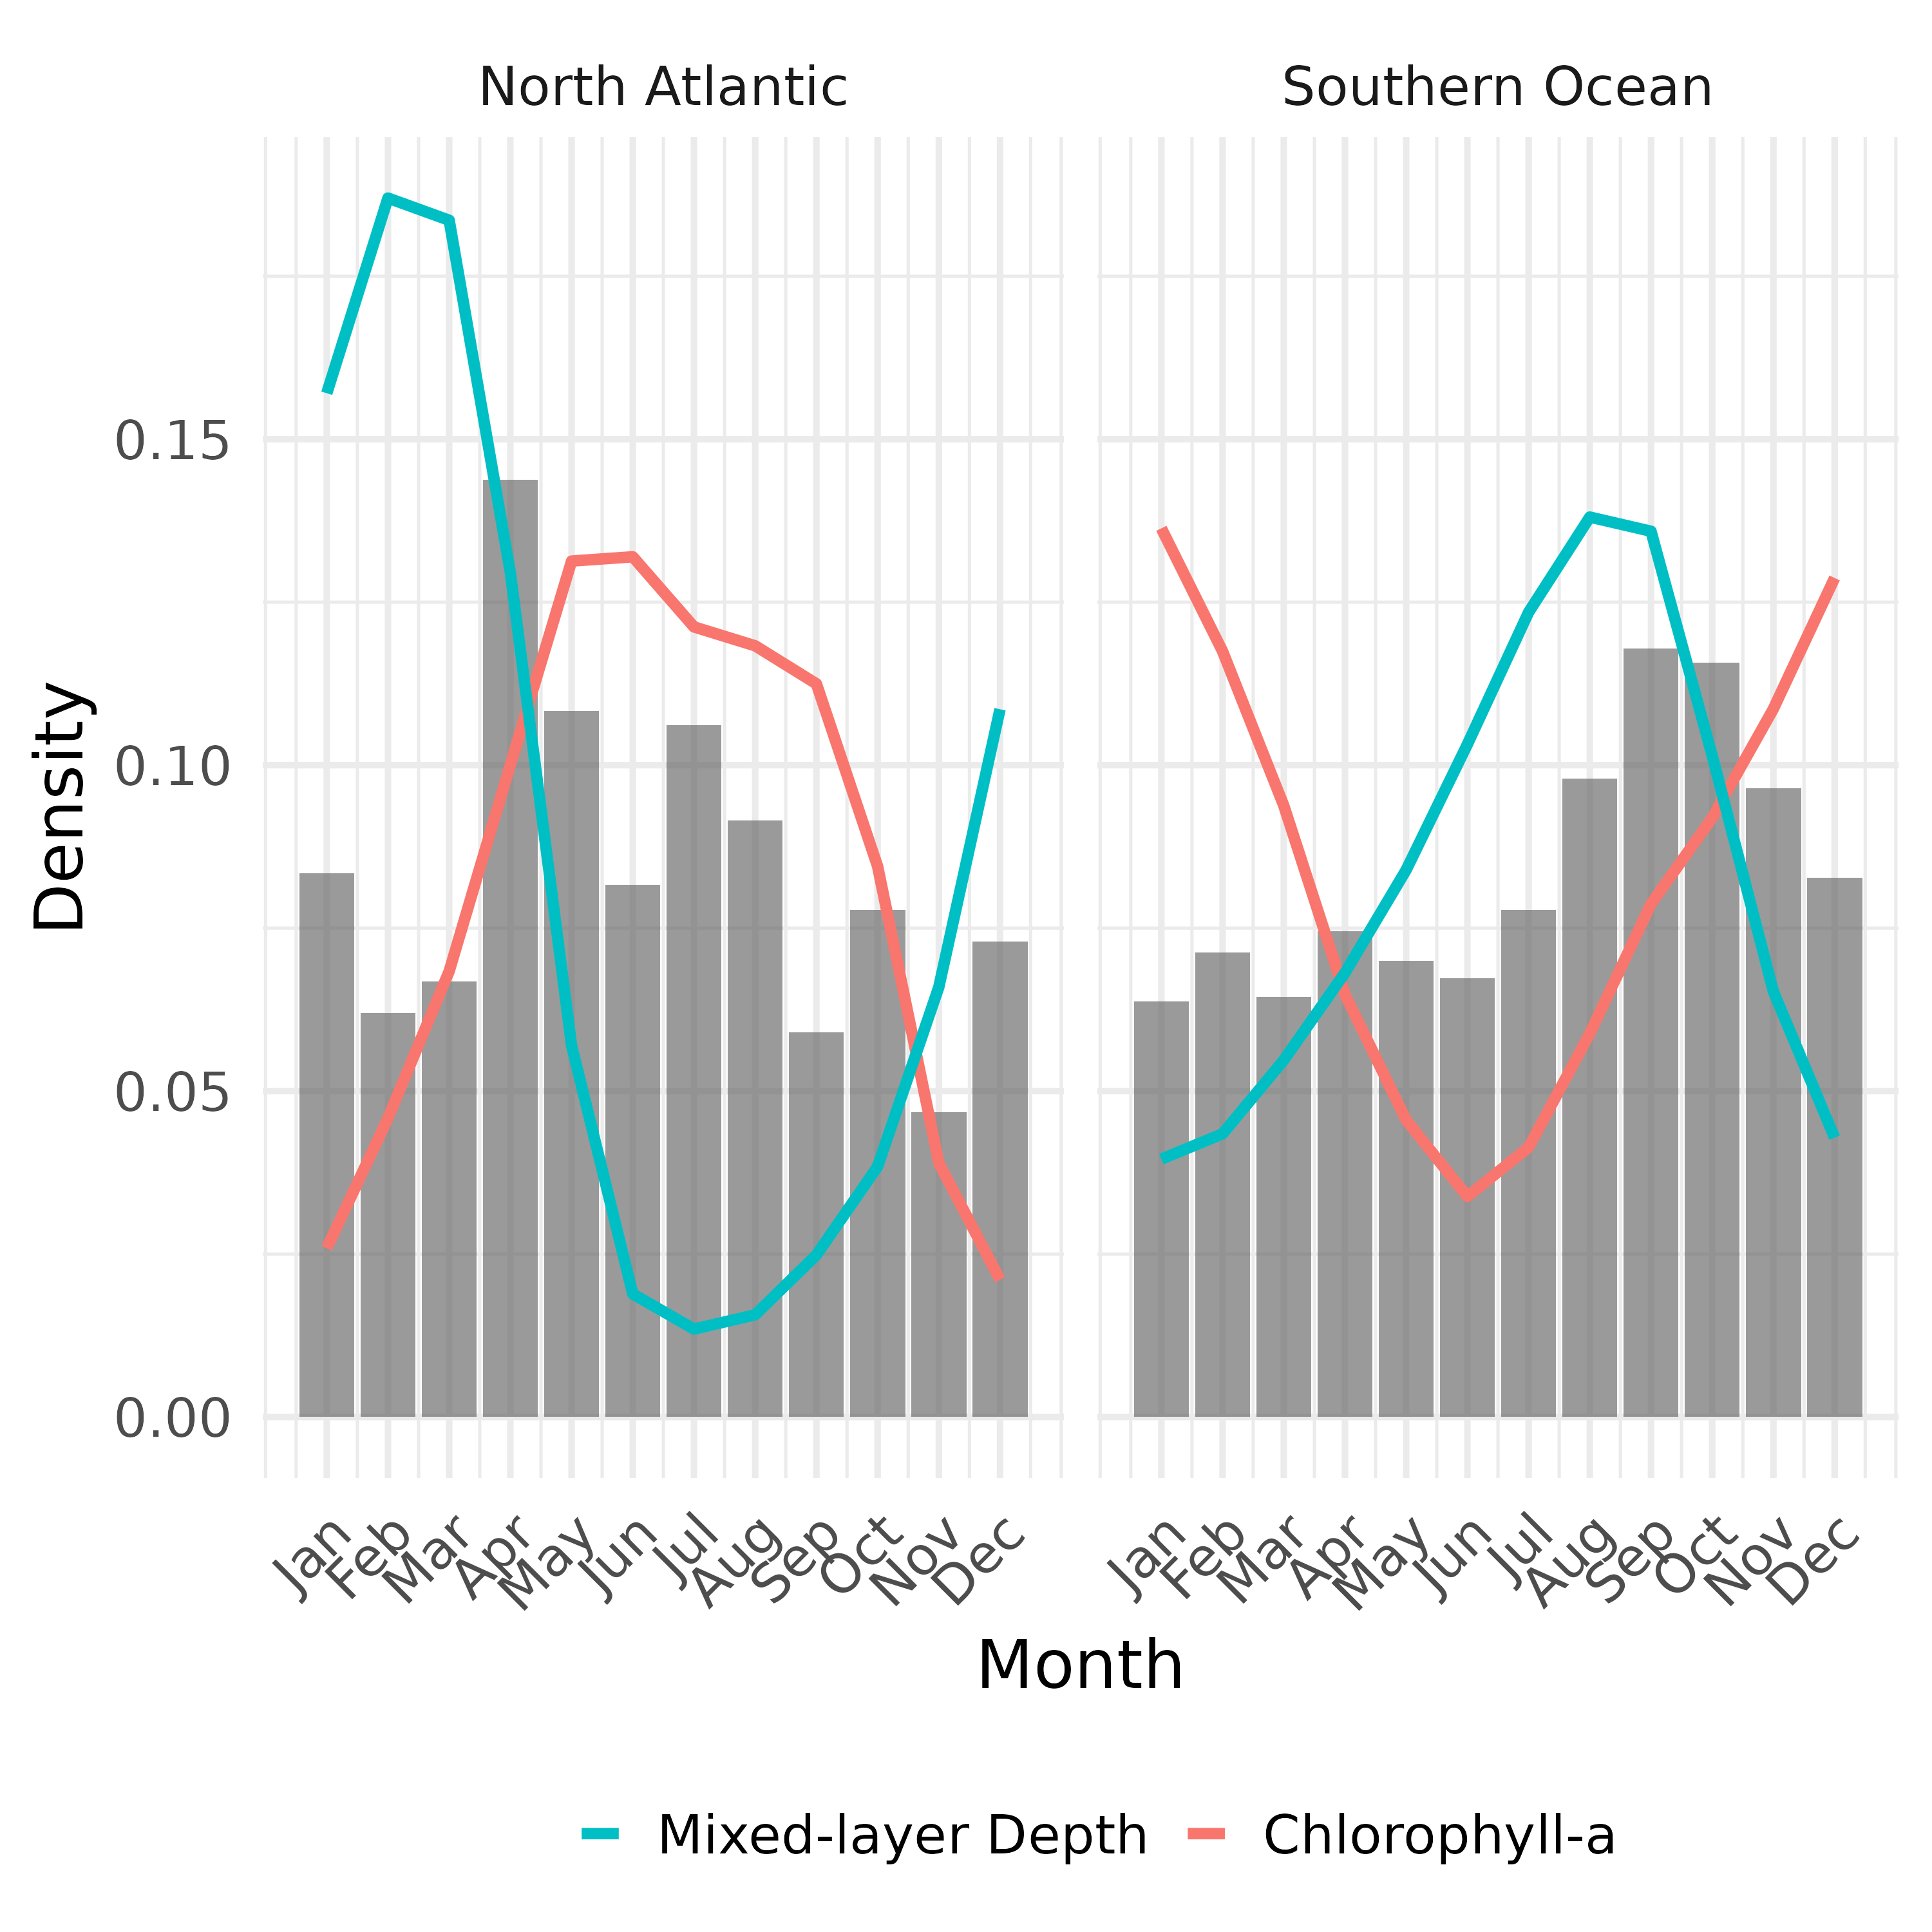 North Atlantic Southern Ocean
Density
0.15
0.10
0.05
0.00
Jan Feb Mar Apr May Jun Jul Aug Sep Oct Nov Dec Jan Feb Mar Apr May Jun Jul Aug Sep Oct Nov Dec
Month
Mixed-layer Depth Chlorophyll-a